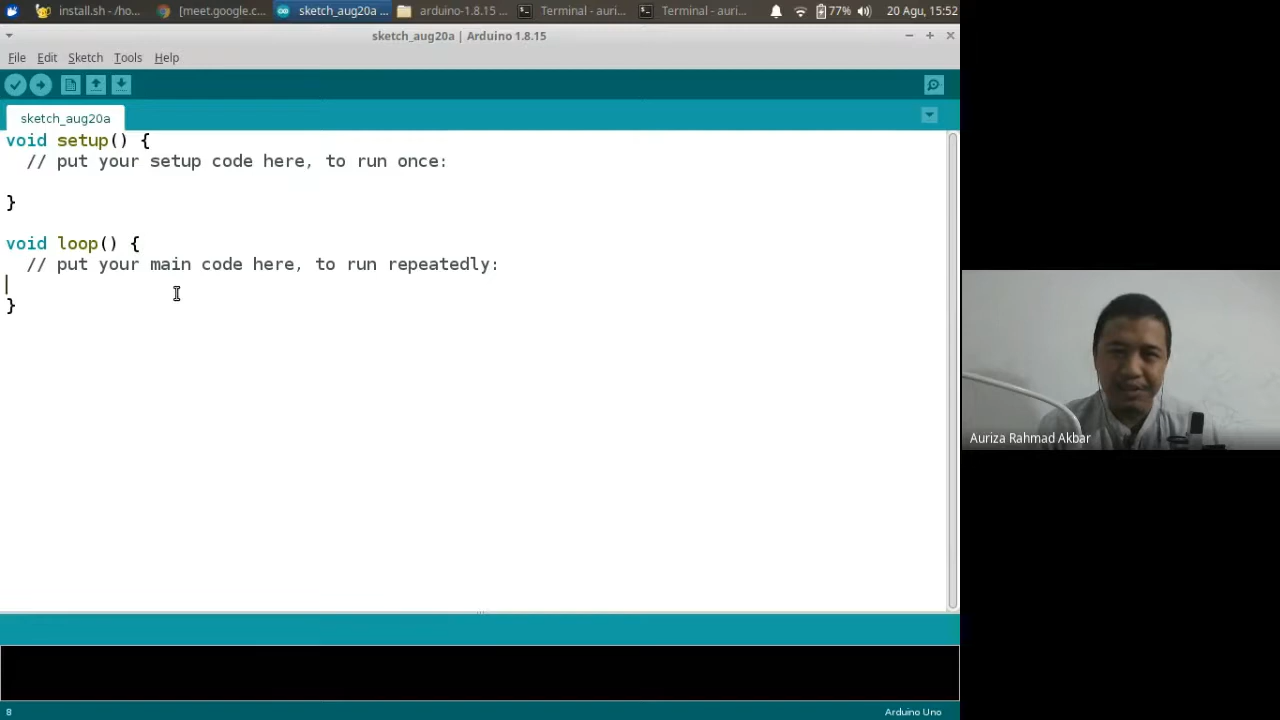 install.sh - /ho...
[meet.google.c...
sketch_aug20a ...
arduino-1.8.15 ...
Terminal - auri...
Terminal - auri...
77%
20 Agu, 15:52
sketch_aug20a | Arduino 1.8.15
File Edit Sketch Tools Help
sketch_aug20a
void setup() {
// put your setup code here, to run once:
}
void loop() {
// put your main code here, to run repeatedly:
}
Auriza Rahmad Akbar
8
Arduino Uno